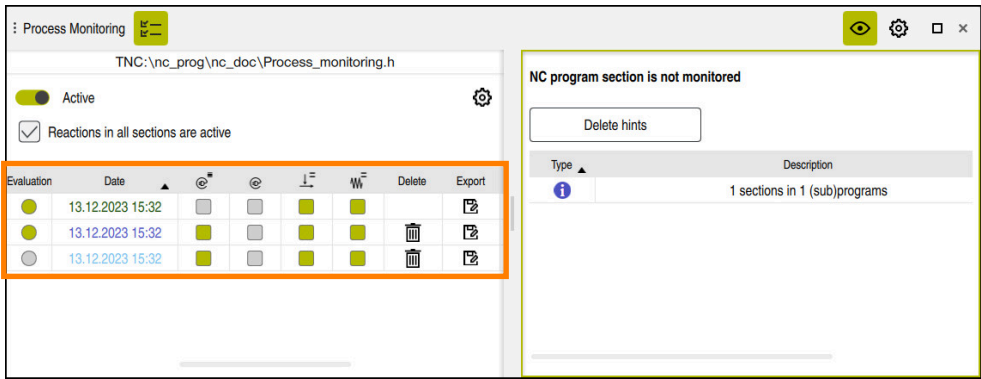 Process Monitoring
TNC:\nc_prog\nc_doc\Process_monitoring.h
Active
Reactions in all sections are active
Evaluation Date Delete Export
13.12.2023 15:32
13.12.2023 15:32
13.12.2023 15:32
NC program section is not monitored
Delete hints
Type Description
1 sections in 1 (sub)programs